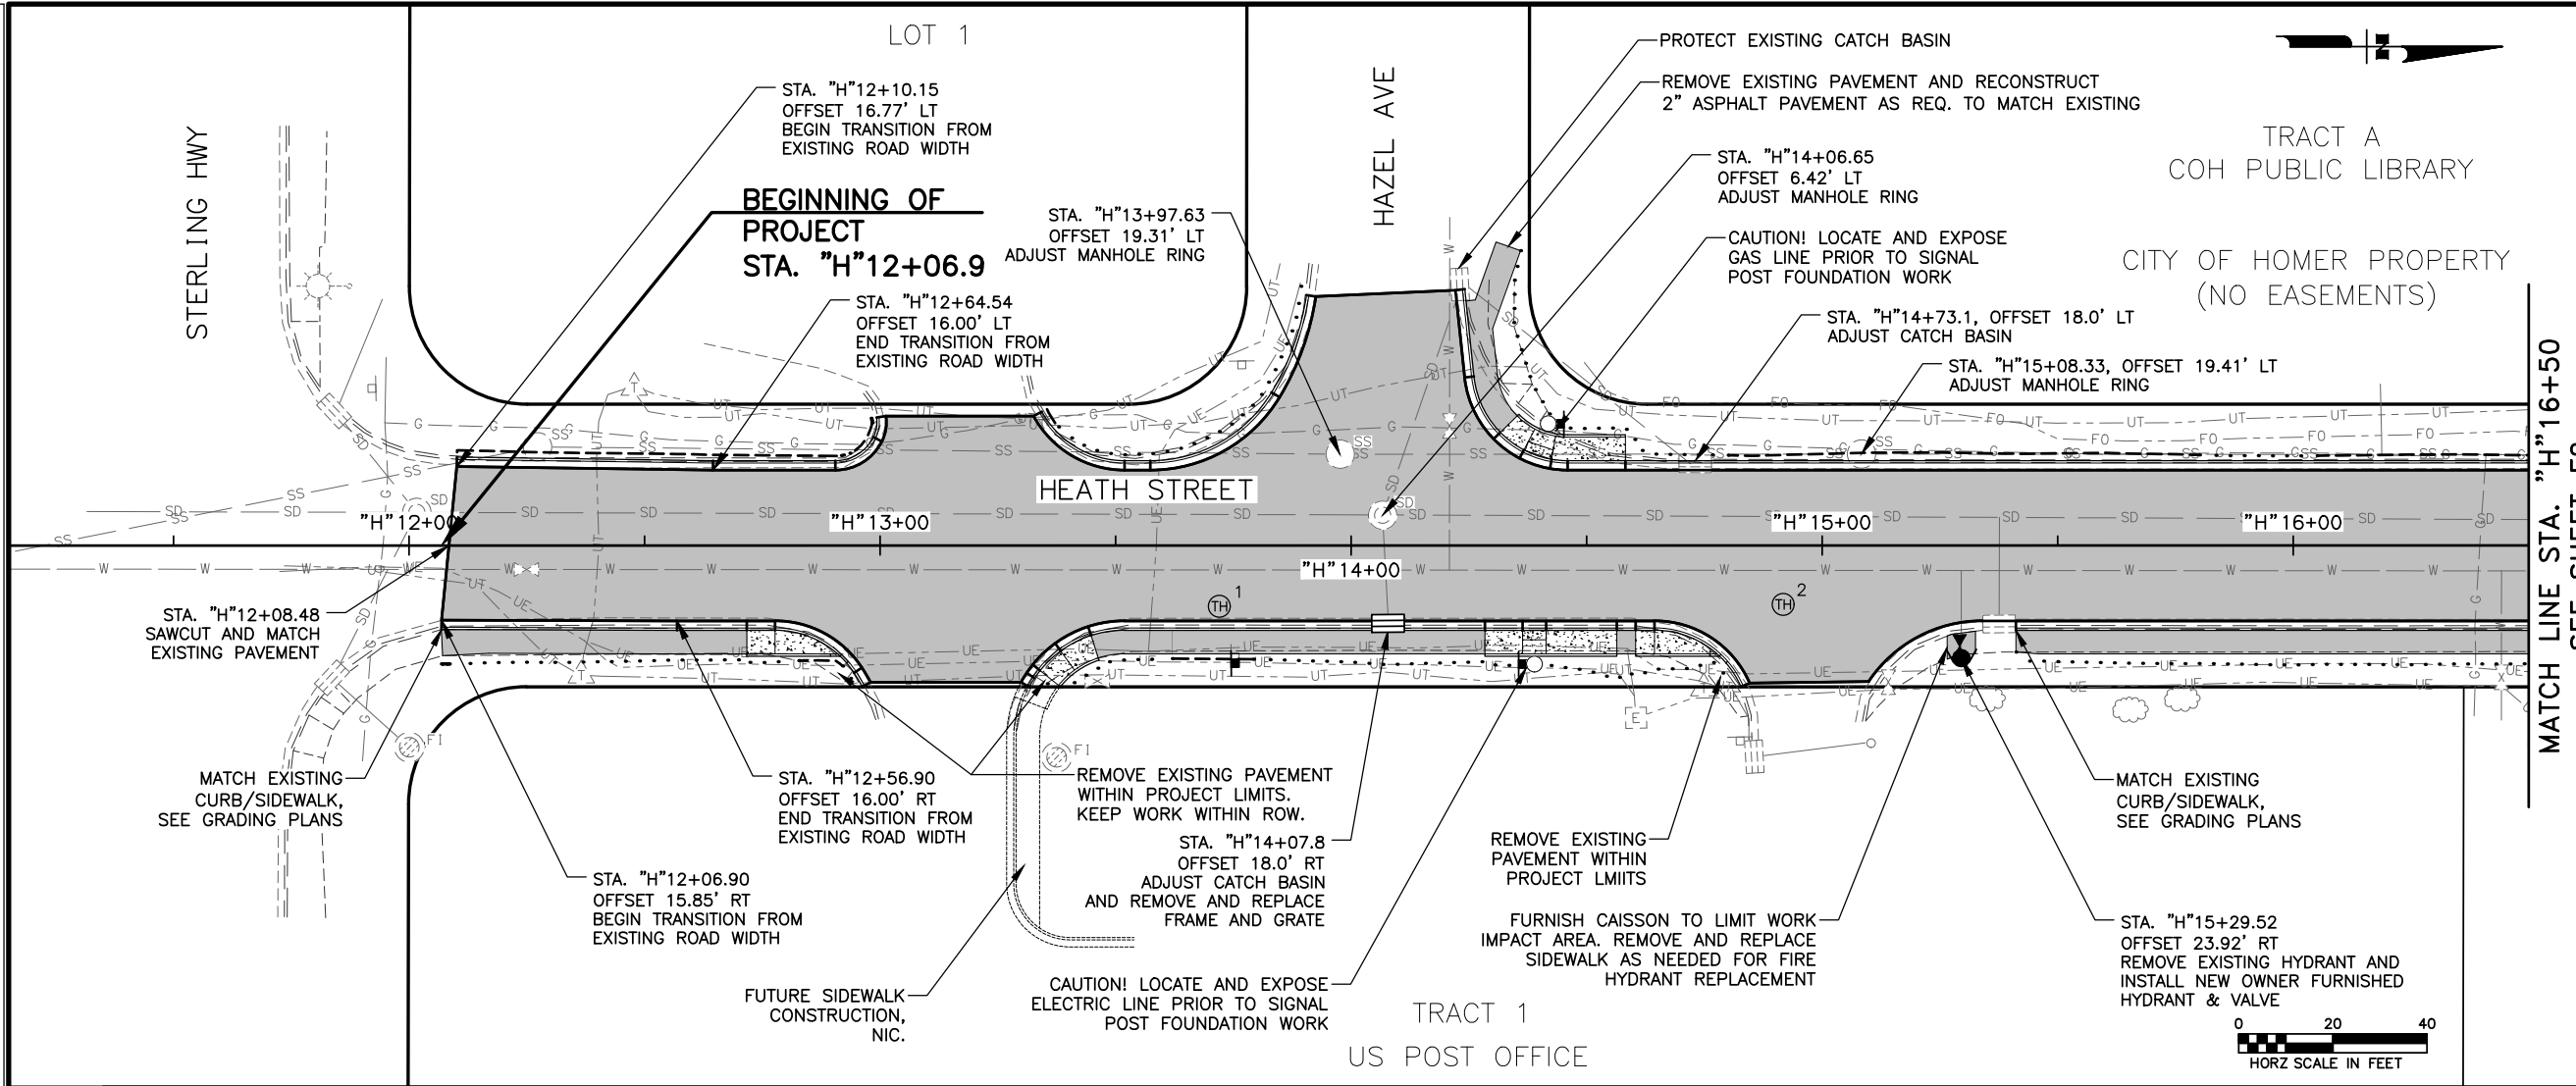 LOT 1
STERLING HWY
HAZEL AVE
STA. "H"12+10.15
OFFSET 16.77' LT
BEGIN TRANSITION FROM
EXISTING ROAD WIDTH
BEGINNING OF
PROJECT
STA. "H"12+06.9
STA. "H"12+64.54
OFFSET 16.00' LT
END TRANSITION FROM
EXISTING ROAD WIDTH
STA. "H"13+97.63
OFFSET 19.31' LT
ADJUST MANHOLE RING
PROTECT EXISTING CATCH BASIN
REMOVE EXISTING PAVEMENT AND RECONSTRUCT
2" ASPHALT PAVEMENT AS REQ. TO MATCH EXISTING
STA. "H"14+06.65
OFFSET 6.42' LT
ADJUST MANHOLE RING
CAUTION! LOCATE AND EXPOSE
GAS LINE PRIOR TO SIGNAL
POST FOUNDATION WORK
STA. "H"14+73.1, OFFSET 18.0' LT
ADJUST CATCH BASIN
STA. "H"15+08.33, OFFSET 19.41' LT
ADJUST MANHOLE RING
N
TRACT A
COH PUBLIC LIBRARY
CITY OF HOMER PROPERTY
(NO EASEMENTS)
MATCH LINE STA. "H"16+50
HEATH STREET
"H"12+00
"H"13+00
"H"14+00
"H"15+00
"H"16+00
TH 1
TH 2
STA. "H"12+08.48
SAWCUT AND MATCH
EXISTING PAVEMENT
MATCH EXISTING
CURB/SIDEWALK,
SEE GRADING PLANS
STA. "H"12+06.90
OFFSET 15.85' RT
BEGIN TRANSITION FROM
EXISTING ROAD WIDTH
STA. "H"12+56.90
OFFSET 16.00' RT
END TRANSITION FROM
EXISTING ROAD WIDTH
FUTURE SIDEWALK
CONSTRUCTION,
NIC.
REMOVE EXISTING PAVEMENT
WITHIN PROJECT LIMITS.
KEEP WORK WITHIN ROW.
STA. "H"14+07.8
OFFSET 18.0' RT
ADJUST CATCH BASIN
AND REMOVE AND REPLACE
FRAME AND GRATE
CAUTION! LOCATE AND EXPOSE
ELECTRIC LINE PRIOR TO SIGNAL
POST FOUNDATION WORK
REMOVE EXISTING
PAVEMENT WITHIN
PROJECT LMIITS
FURNISH CAISSON TO LIMIT WORK
IMPACT AREA. REMOVE AND REPLACE
SIDEWALK AS NEEDED FOR FIRE
HYDRANT REPLACEMENT
MATCH EXISTING
CURB/SIDEWALK,
SEE GRADING PLANS
STA. "H"15+29.52
OFFSET 23.92' RT
REMOVE EXISTING HYDRANT AND
INSTALL NEW OWNER FURNISHED
HYDRANT & VALVE
TRACT 1
US POST OFFICE
0 20 40
HORZ SCALE IN FEET